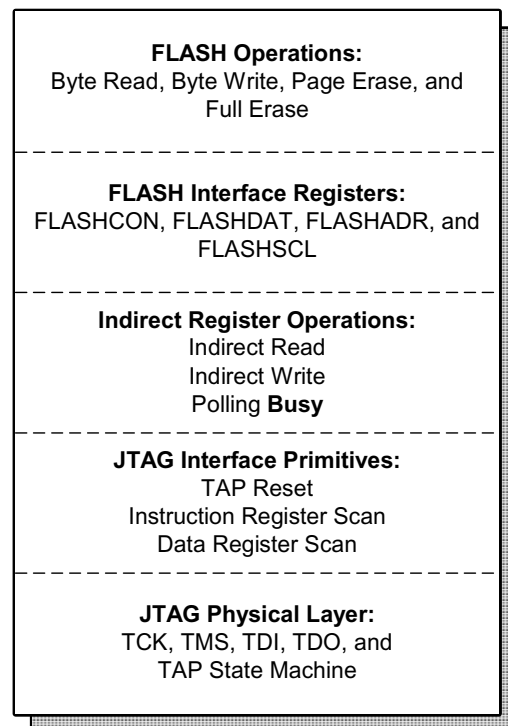 FLASH Operations:
Byte Read, Byte Write, Page Erase, and
Full Erase
FLASH Interface Registers:
FLASHCON, FLASHDAT, FLASHADR, and
FLASHSCL
Indirect Register Operations:
Indirect Read
Indirect Write
Polling Busy
JTAG Interface Primitives:
TAP Reset
Instruction Register Scan
Data Register Scan
JTAG Physical Layer:
TCK, TMS, TDI, TDO, and
TAP State Machine